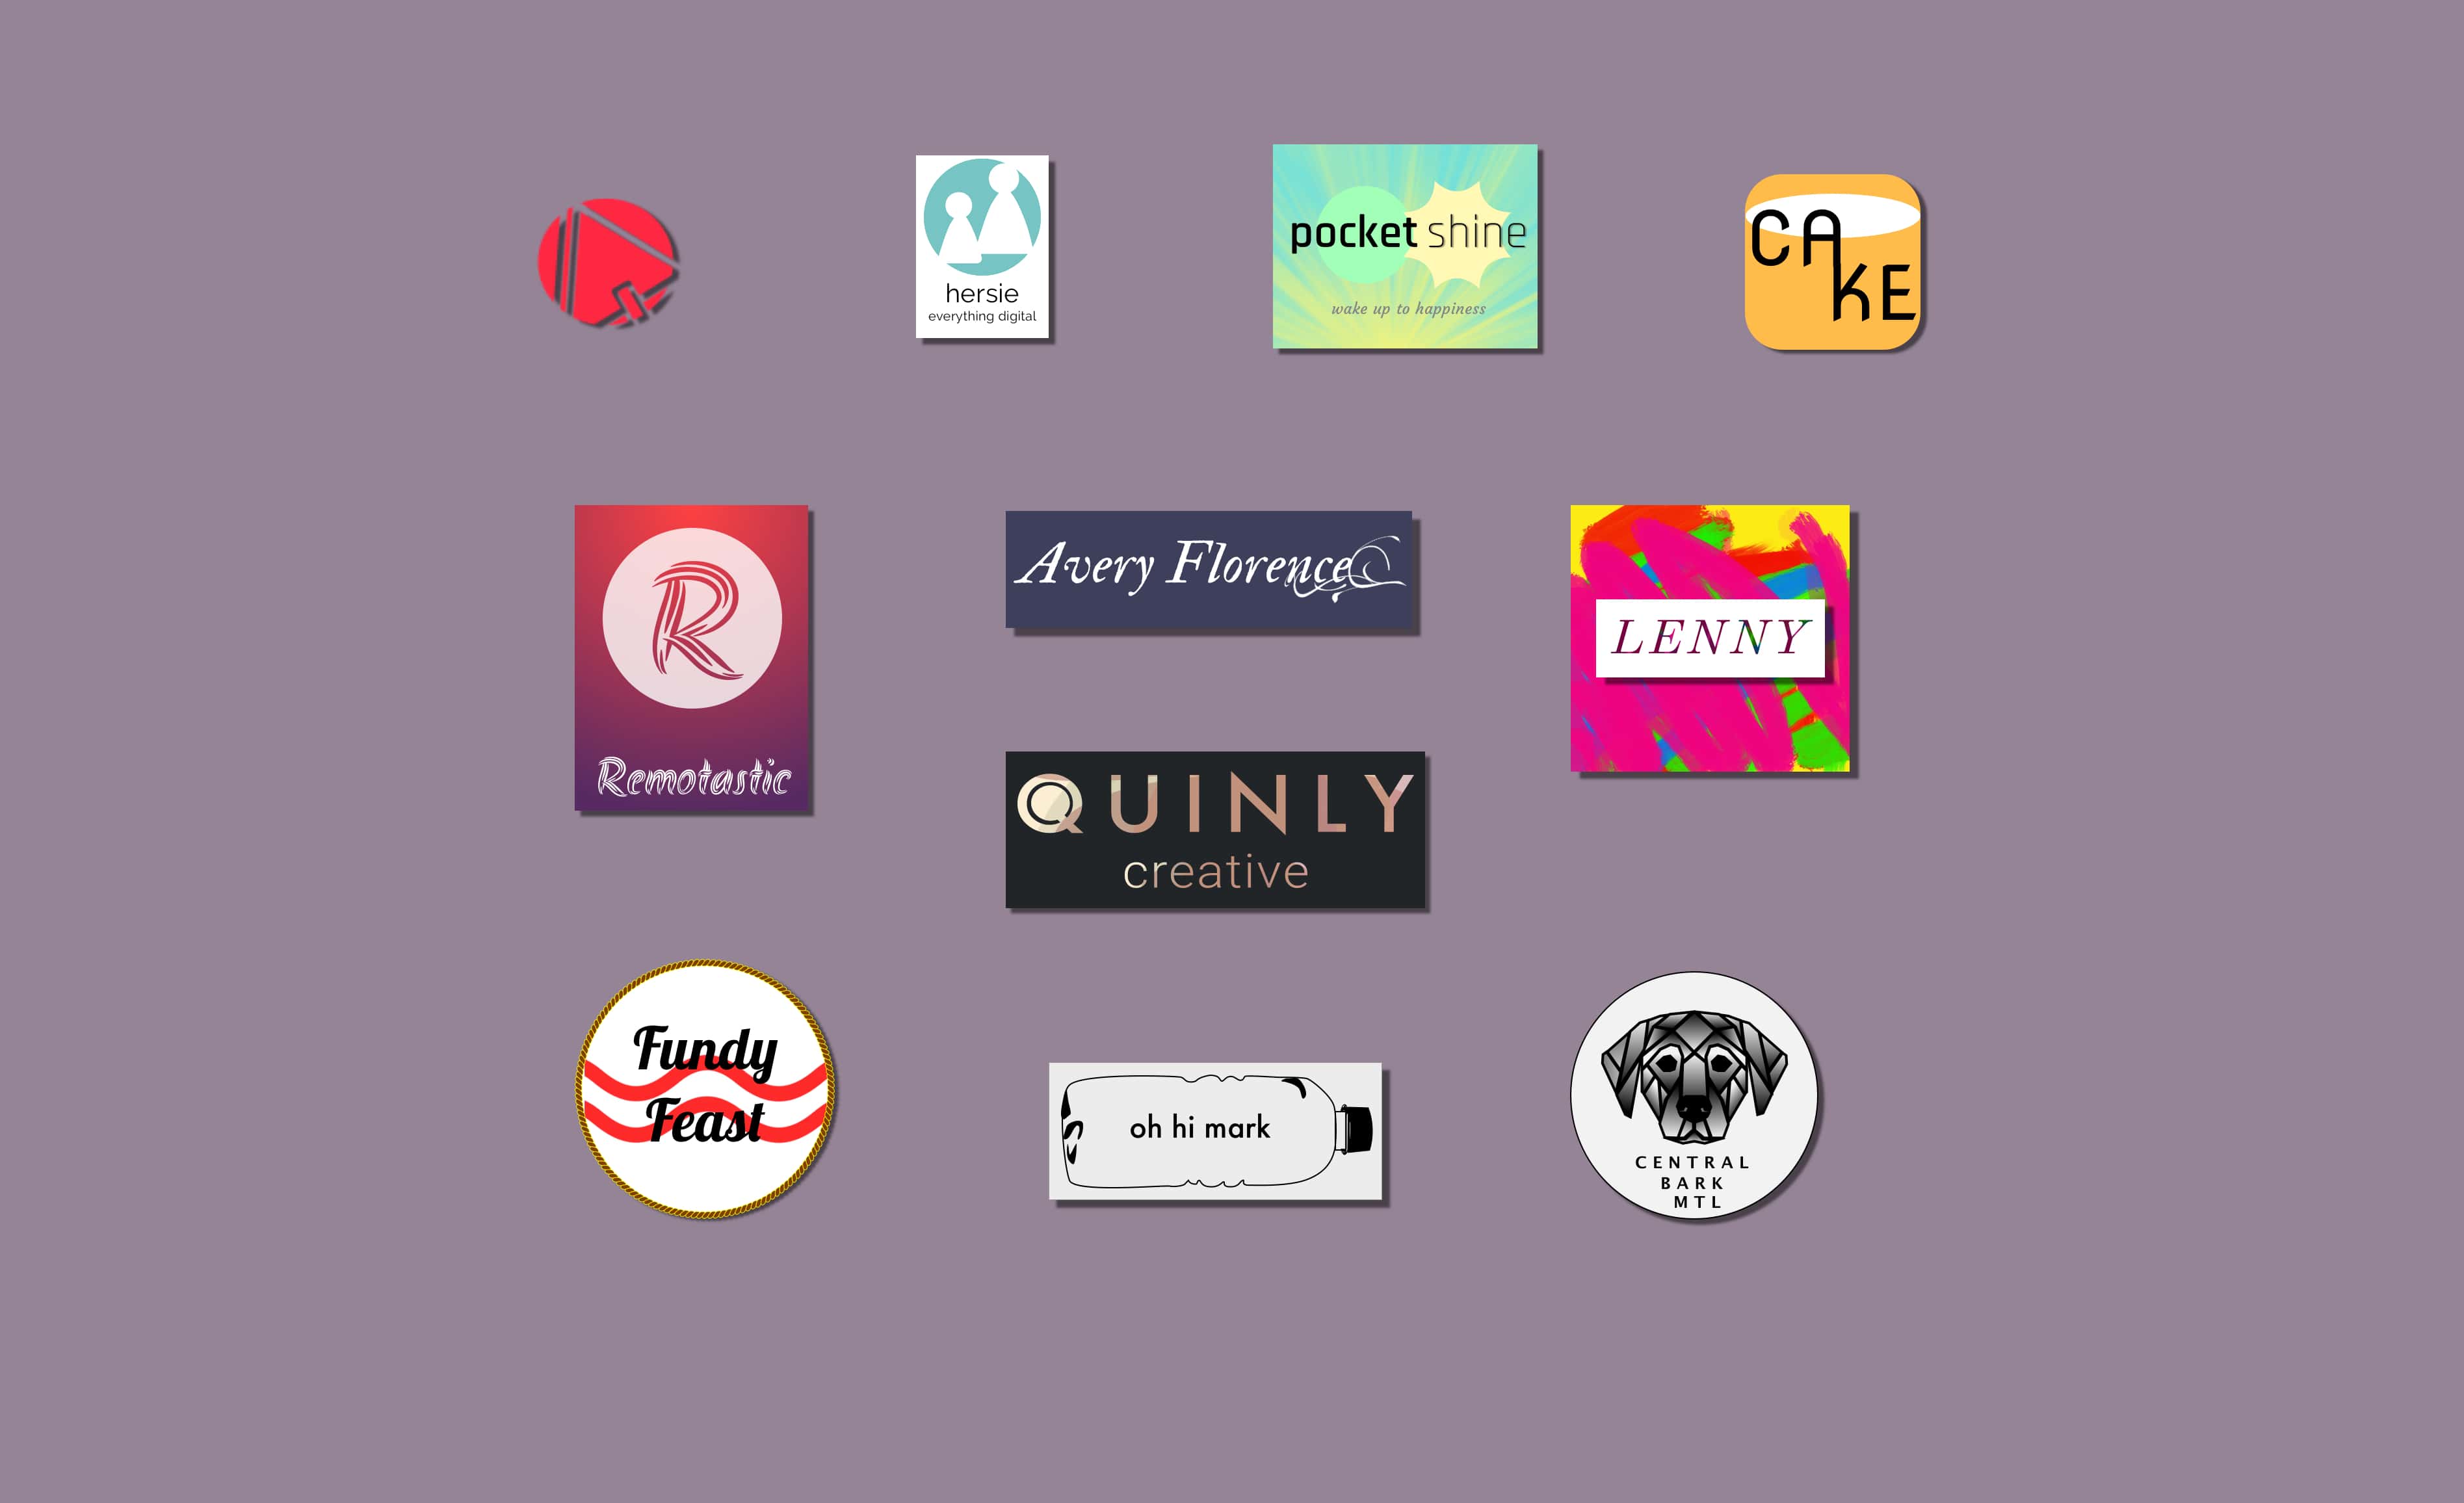 hersie
everything digital
pocket shine
wake up to happiness
CA
KE
R
Remotastic
Avery Florence
LENNY
QUINLY
creative
Fundy
Feast
oh hi mark
CENTRAL
BARK
MTL